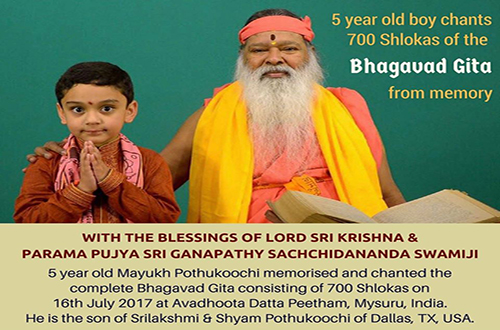 5 year old boy chants
700 Shlokas of the
Bhagavad Gita
from memory
WITH THE BLESSINGS OF LORD SRI KRISHNA &
PARAMA PUJYA SRI GANAPATHY SACHCHIDANANDA SWAMIJI
5 year old Mayukh Pothukoochi memorised and chanted the
complete Bhagavad Gita consisting of 700 Shlokas on
16th July 2017 at Avadhoota Datta Peetham, Mysuru, India.
He is the son of Srilakshmi & Shyam Pothukoochi of Dallas, TX, USA.